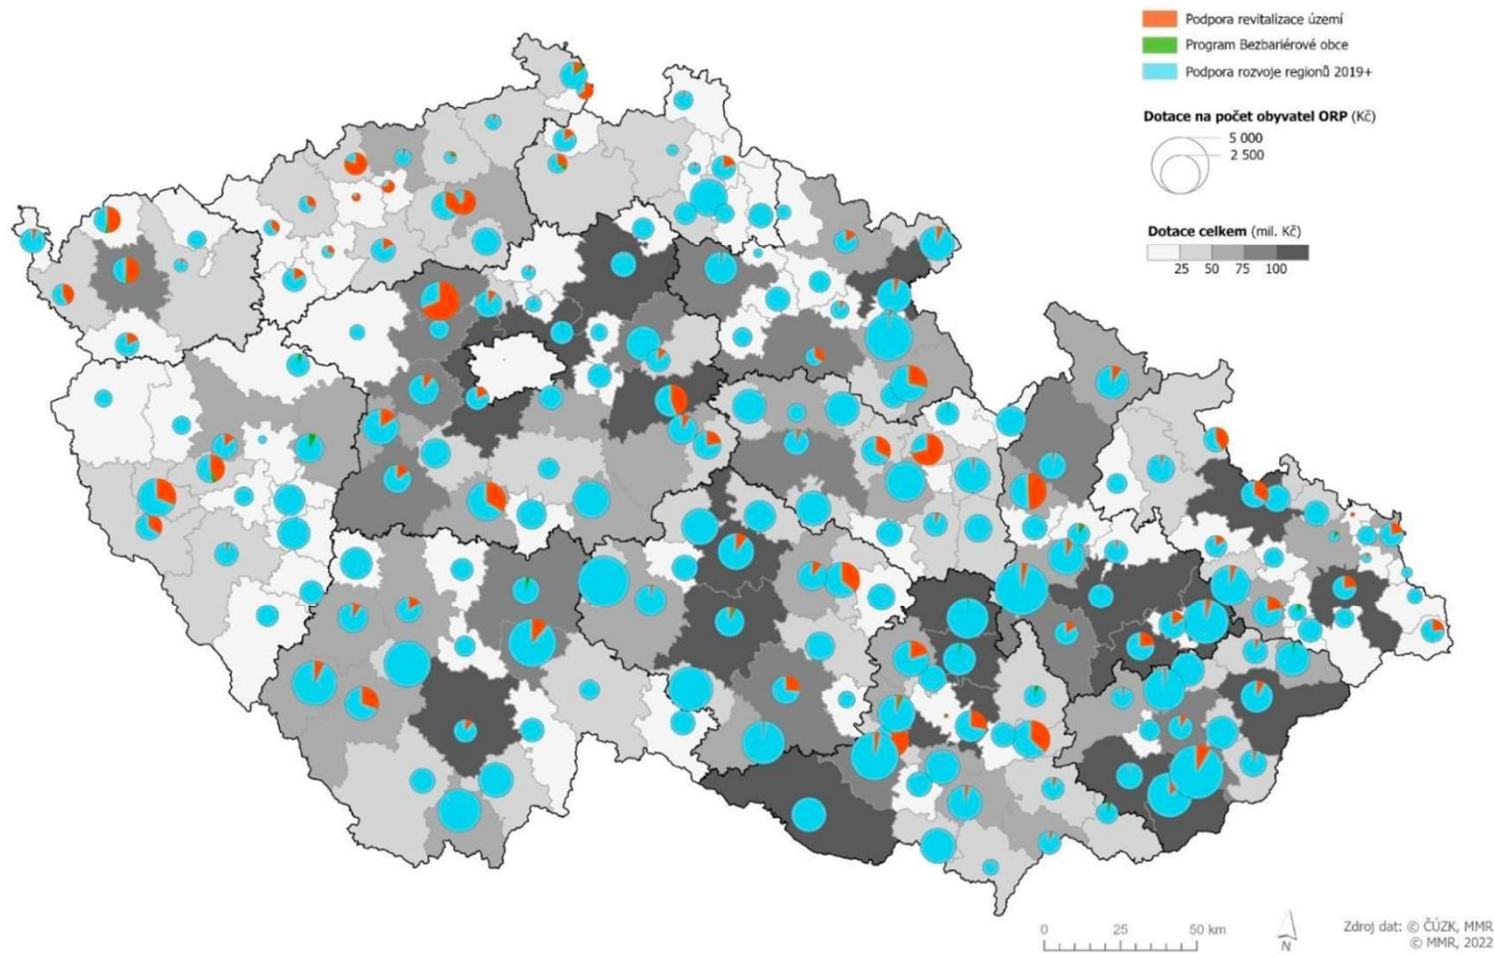 Podpora revitalizace území
Program Bezbariérové obce
Podpora rozvoje regionů 2019+
Dotace na počet obyvatel ORP (Kč)
5 000
2 500
Dotace celkem (mil. Kč)
25 50 75 100
0 25 50 km
N
Zdroj dat: © ČÚZK, MMR
© MMR, 2022